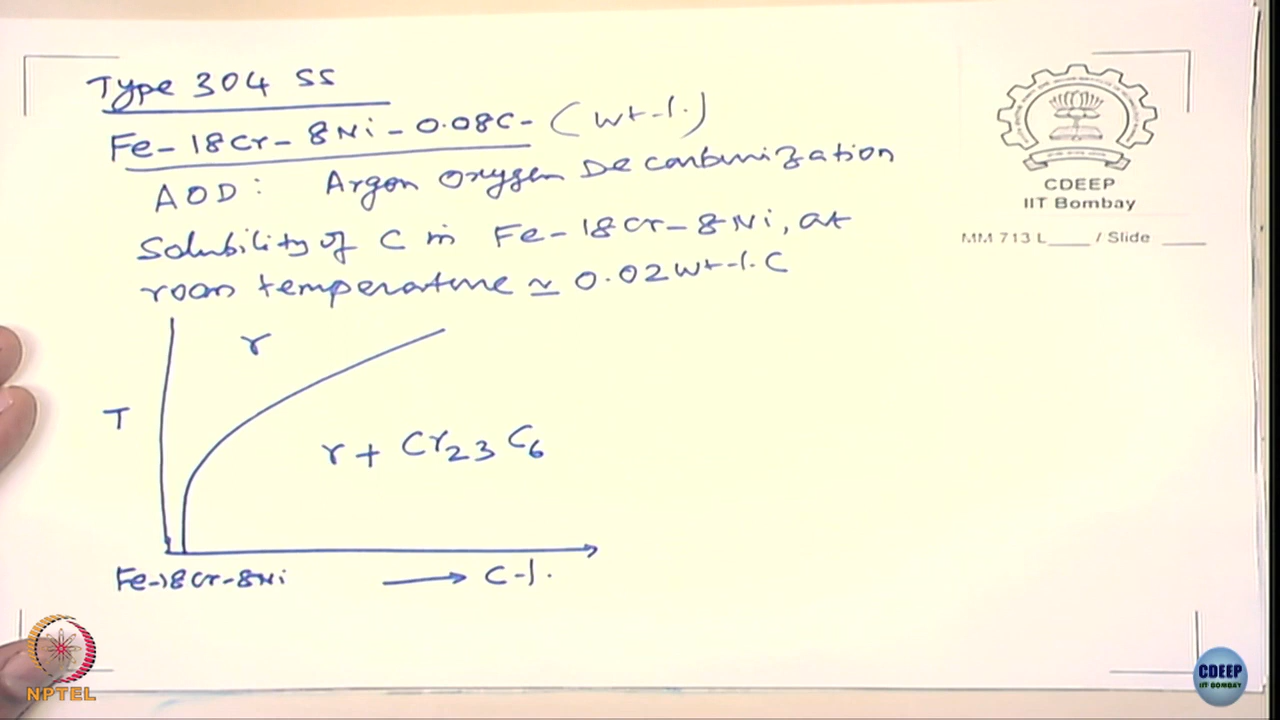 Type 304 SS
Fe-18Cr-8Ni-0.08C- (wt-%)
AOD: Argon Oxygen Decarburization
Solubility of C in Fe-18Cr-8Ni, at
room temperature ≃ 0.02wt-%C
γ
T
γ + Cr₂₃C₆
Fe-18Cr-8Ni → C-%.
CDEEP
IIT Bombay
MM 713 L____ / Slide ____
NPTEL
CDEEP
IIT BOMBAY